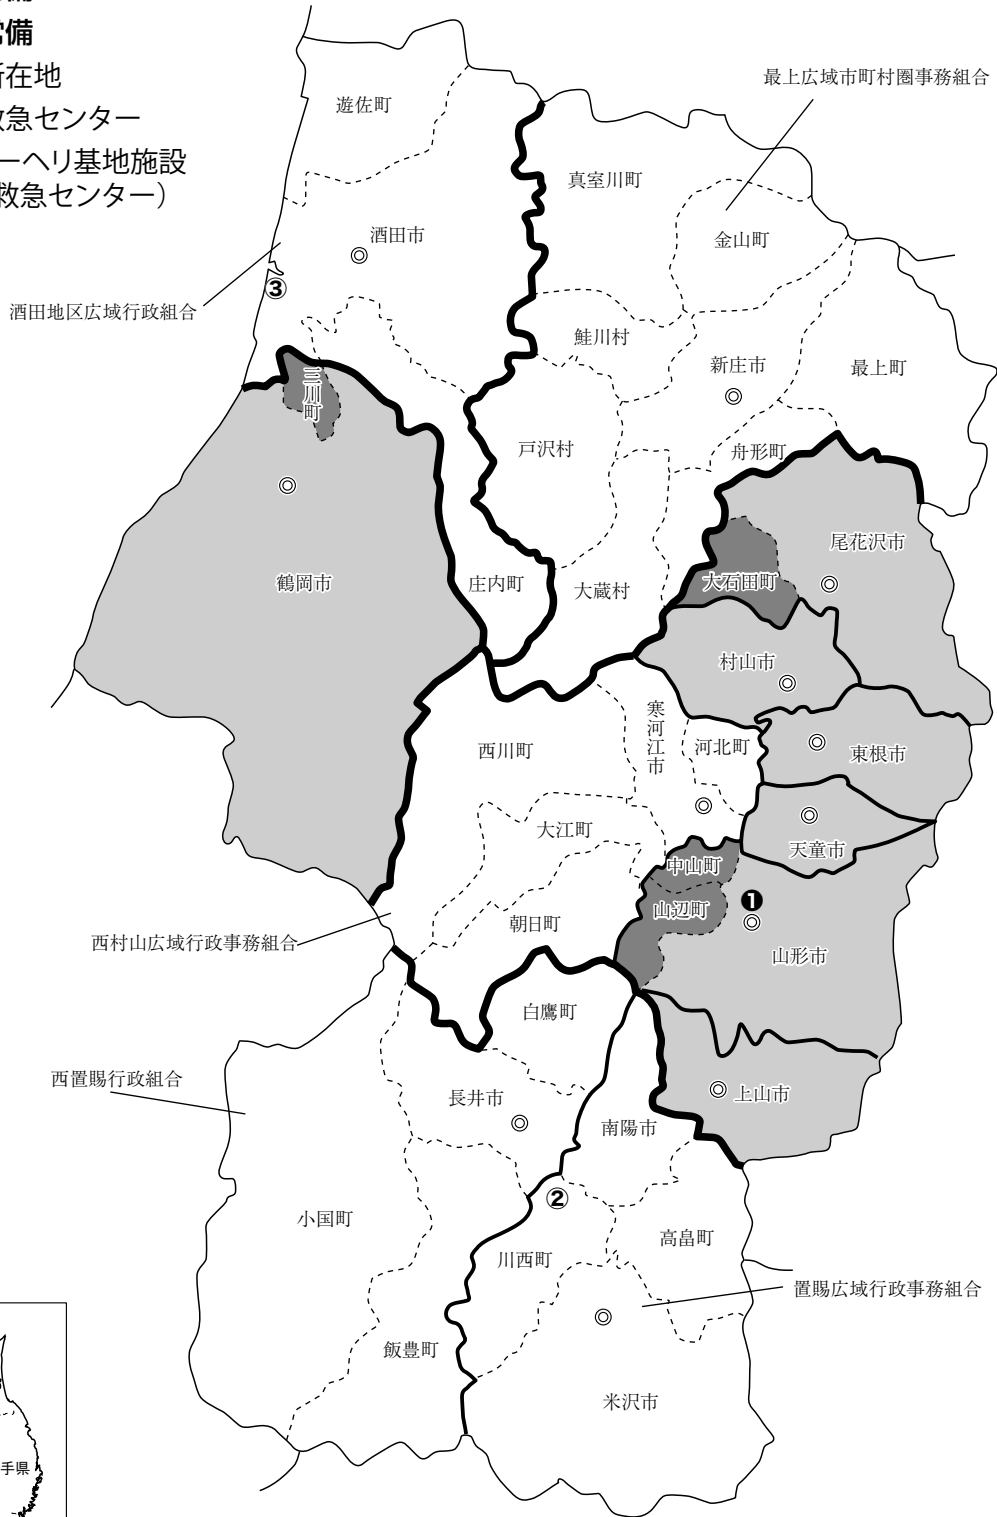 常備
所在地
救急センター
ーヘリ基地施設
救急センター）
遊佐町
最上広域市町村圏事務組合
真室川町
酒田市
金山町
③
酒田地区広域行政組合
鮭川村
新庄市
最上町
三川町
戸沢村
舟形町
尾花沢市
鶴岡市
庄内町
大蔵村
大石田町
村山市
寒河江市
西川町
河北町
東根市
大江町
天童市
中山町
❶
山辺町
朝日町
西村山広域行政事務組合
山形市
白鷹町
西置賜行政組合
長井市
上山市
南陽市
②
小国町
川西町
高畠町
置賜広域行政事務組合
飯豊町
米沢市
手県